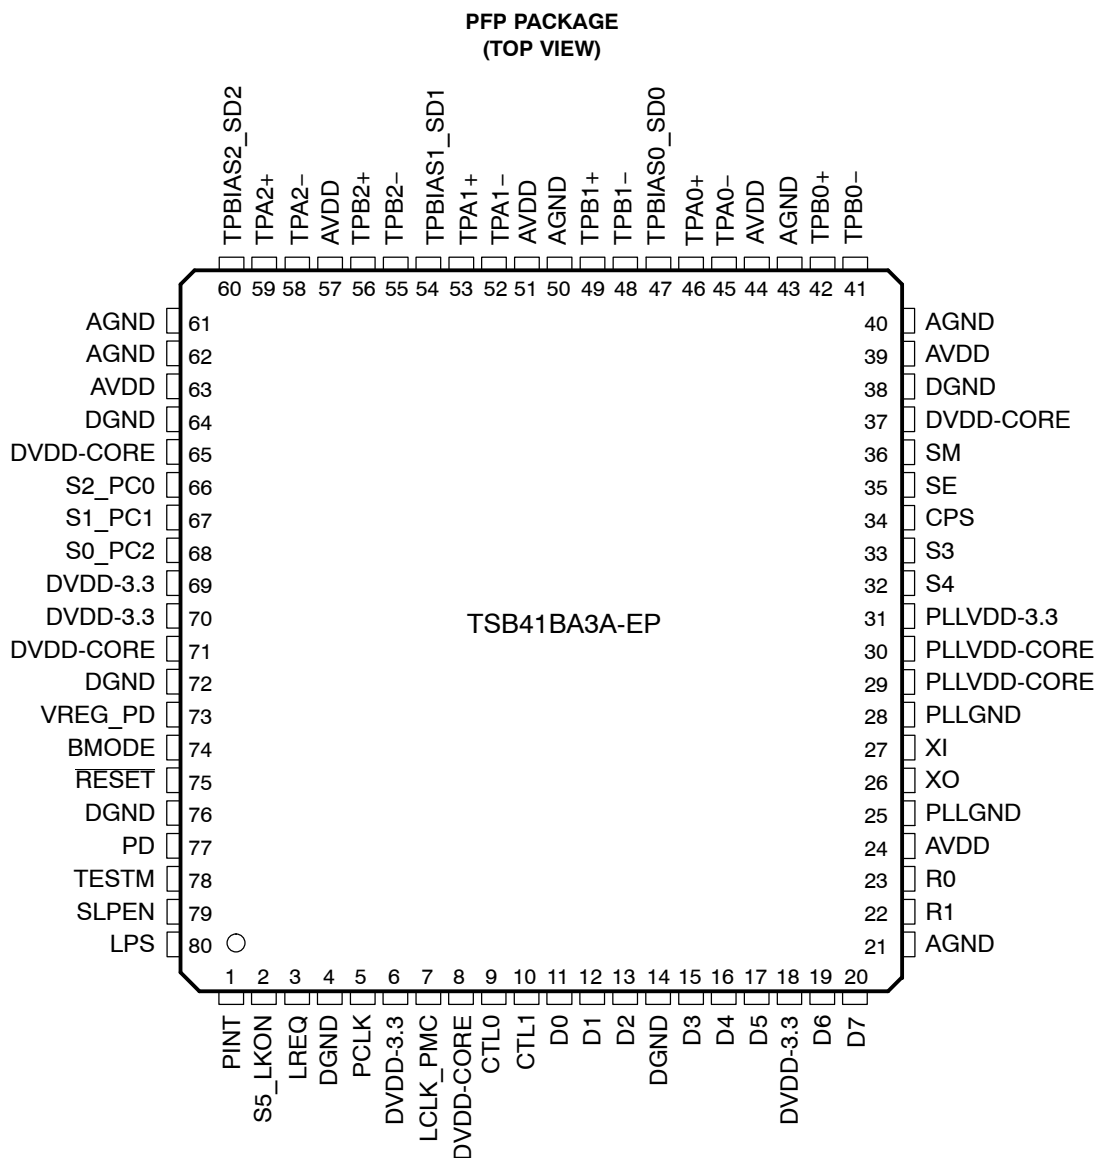 PFP PACKAGE
(TOP VIEW)
TPBIAS2_SD2
TPA2+
TPA2−
AVDD
TPB2+
TPB2−
TPBIAS1_SD1
TPA1+
TPA1−
AVDD
AGND
TPB1+
TPB1−
TPBIAS0_SD0
TPA0+
TPA0−
AVDD
AGND
TPB0+
TPB0−
60 59 58 57 56 55 54 53 52 51 50 49 48 47 46 45 44 43 42 41
AGND 61 40 AGND
AGND 62 39 AVDD
AVDD 63 38 DGND
DGND 64 37 DVDD-CORE
DVDD-CORE 65 36 SM
S2_PC0 66 35 SE
S1_PC1 67 34 CPS
S0_PC2 68 33 S3
DVDD-3.3 69 32 S4
DVDD-3.3 70 31 PLLVDD-3.3
TSB41BA3A-EP
DVDD-CORE 71 30 PLLVDD-CORE
DGND 72 29 PLLVDD-CORE
VREG_PD 73 28 PLLGND
BMODE 74 27 XI
RESET 75 26 XO
DGND 76 25 PLLGND
PD 77 24 AVDD
TESTM 78 23 R0
SLPEN 79 22 R1
LPS 80 21 AGND
1 2 3 4 5 6 7 8 9 10 11 12 13 14 15 16 17 18 19 20
PINT
S5_LKON
LREQ
DGND
PCLK
DVDD-3.3
LCLK_PMC
DVDD-CORE
CTL0
CTL1
D0
D1
D2
DGND
D3
D4
D5
DVDD-3.3
D6
D7